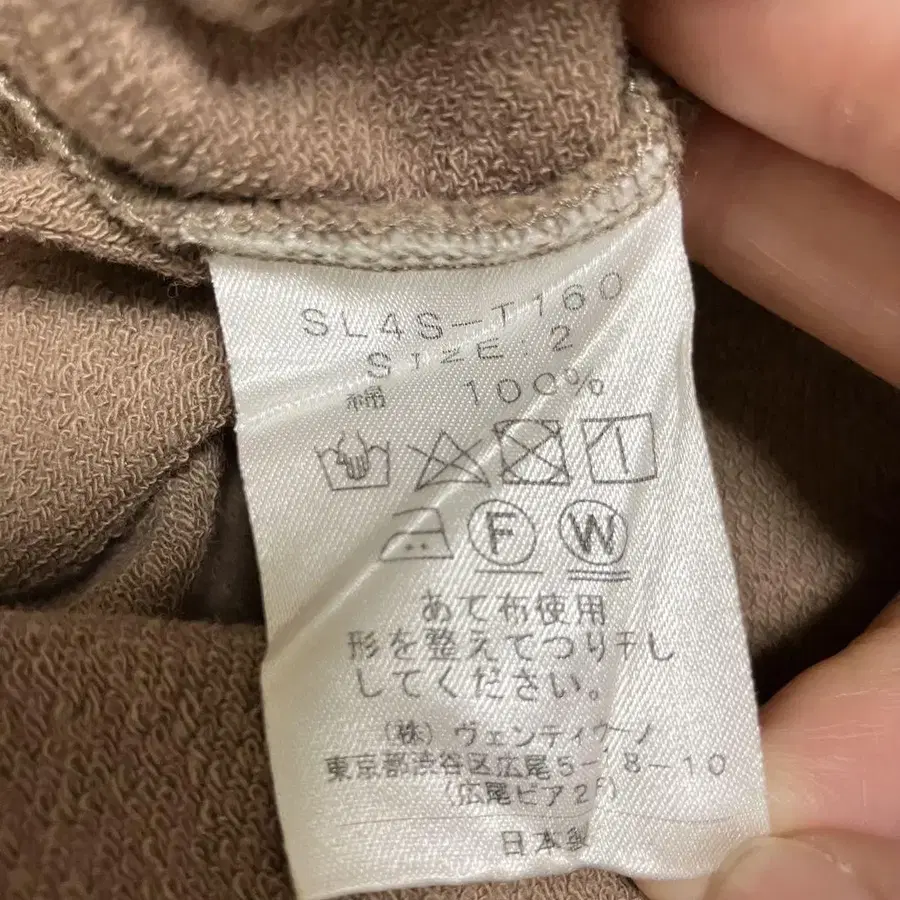 SL4S-T160
SIZE:2
綿 100%
F W
あて布使用
形を整えてつり干し
してください。
(株) ヴェンティウーノ
東京都渋谷区広尾5-8-10
(広尾ピア2F)
日本製